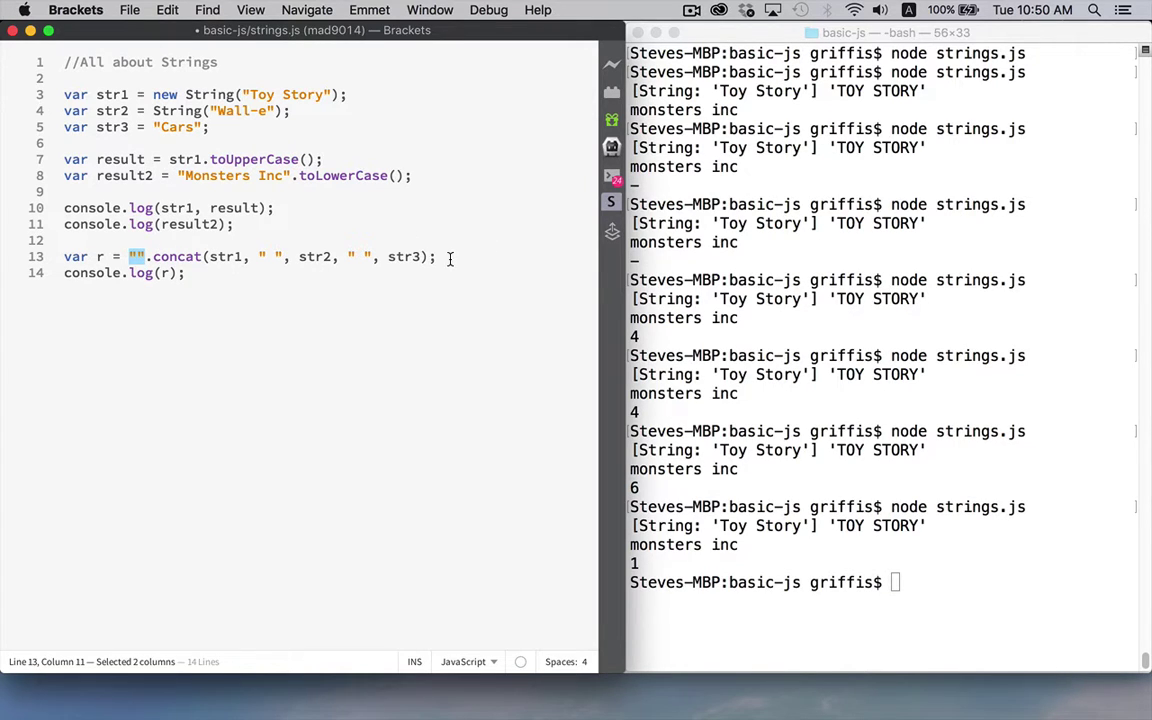 Brackets File Edit Find View Navigate Emmet Window Debug Help A 100% Tue 10:50 AM
• basic-js/strings.js (mad9014) — Brackets
1 //All about Strings
2
3 var str1 = new String("Toy Story");
4 var str2 = String("Wall-e");
5 var str3 = "Cars";
6
7 var result = str1.toUpperCase();
8 var result2 = "Monsters Inc".toLowerCase();
9
10 console.log(str1, result);
11 console.log(result2);
12
13 var r = "".concat(str1, " ", str2, " ", str3);
14 console.log(r);
24
S
Line 13, Column 11 — Selected 2 columns — 14 Lines INS JavaScript Spaces: 4
basic-js — -bash — 56×33
[Steves-MBP:basic-js griffis$ node strings.js ]
[Steves-MBP:basic-js griffis$ node strings.js ]
[String: 'Toy Story'] 'TOY STORY'
monsters inc
[Steves-MBP:basic-js griffis$ node strings.js ]
[String: 'Toy Story'] 'TOY STORY'
monsters inc
–
[Steves-MBP:basic-js griffis$ node strings.js ]
[String: 'Toy Story'] 'TOY STORY'
monsters inc
–
[Steves-MBP:basic-js griffis$ node strings.js ]
[String: 'Toy Story'] 'TOY STORY'
monsters inc
4
[Steves-MBP:basic-js griffis$ node strings.js ]
[String: 'Toy Story'] 'TOY STORY'
monsters inc
4
[Steves-MBP:basic-js griffis$ node strings.js ]
[String: 'Toy Story'] 'TOY STORY'
monsters inc
6
[Steves-MBP:basic-js griffis$ node strings.js ]
[String: 'Toy Story'] 'TOY STORY'
monsters inc
1
Steves-MBP:basic-js griffis$